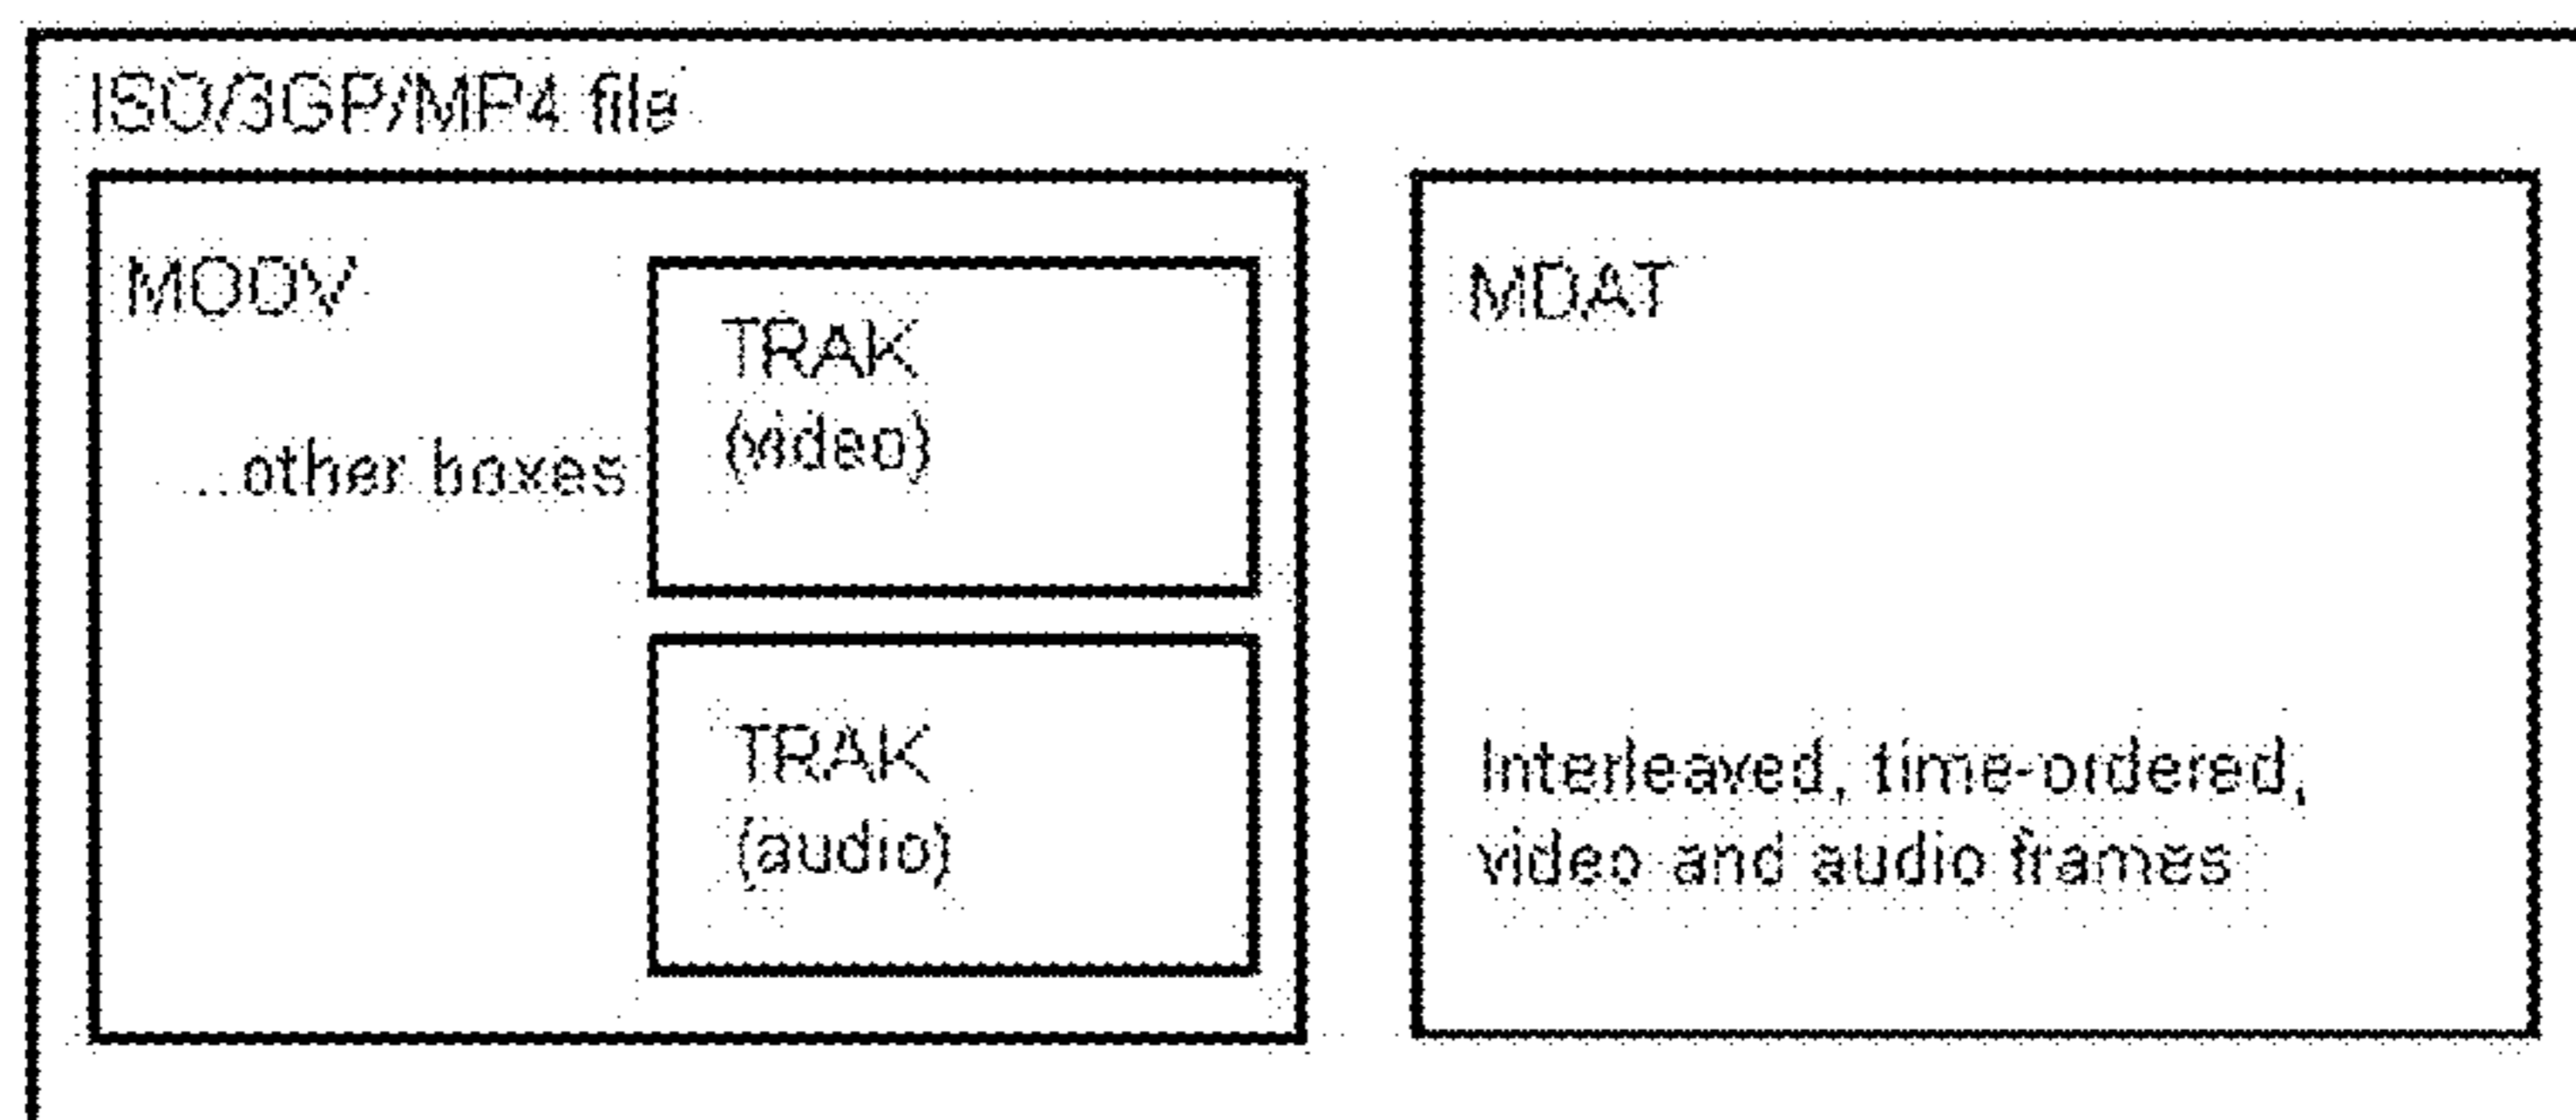 ISO/3GP/MP4 file
MOOV
...other boxes
TRAK
(video)
TRAK
(audio)
MDAT
Interleaved, time-ordered,
video and audio frames